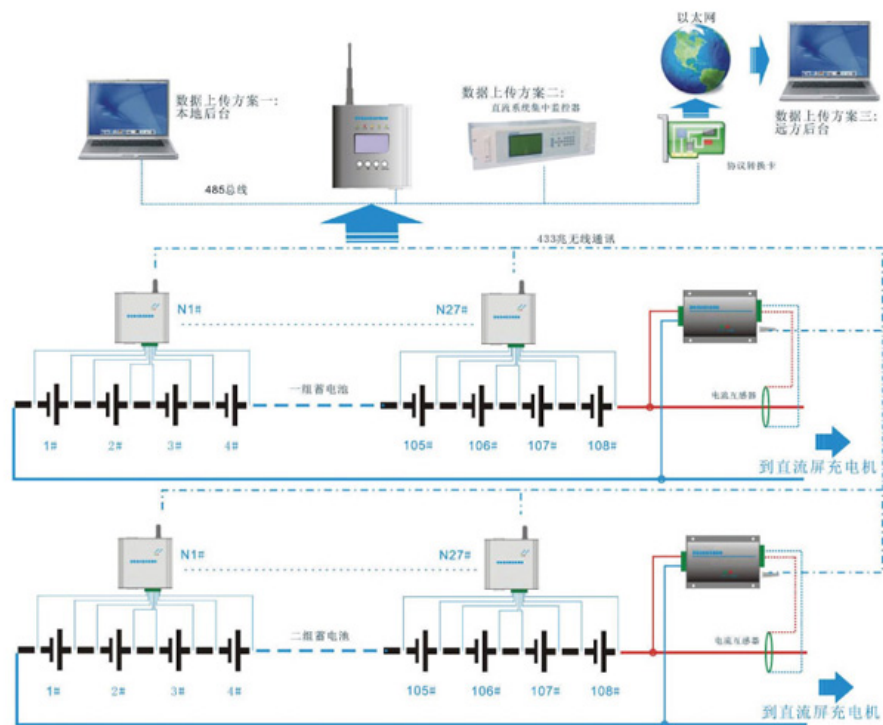 以太网
数据上传方案一:
本地后台
数据上传方案二:
直流系统集中监控器
数据上传方案三:
远方后台
协议转换卡
485总线
433兆无线通讯
N1#
N27#
一组蓄电池
电流互感器
1#
2#
3#
4#
105#
106#
107#
108#
到直流屏充电机
N1#
N27#
二组蓄电池
电流互感器
1#
2#
3#
4#
105#
106#
107#
108#
到直流屏充电机